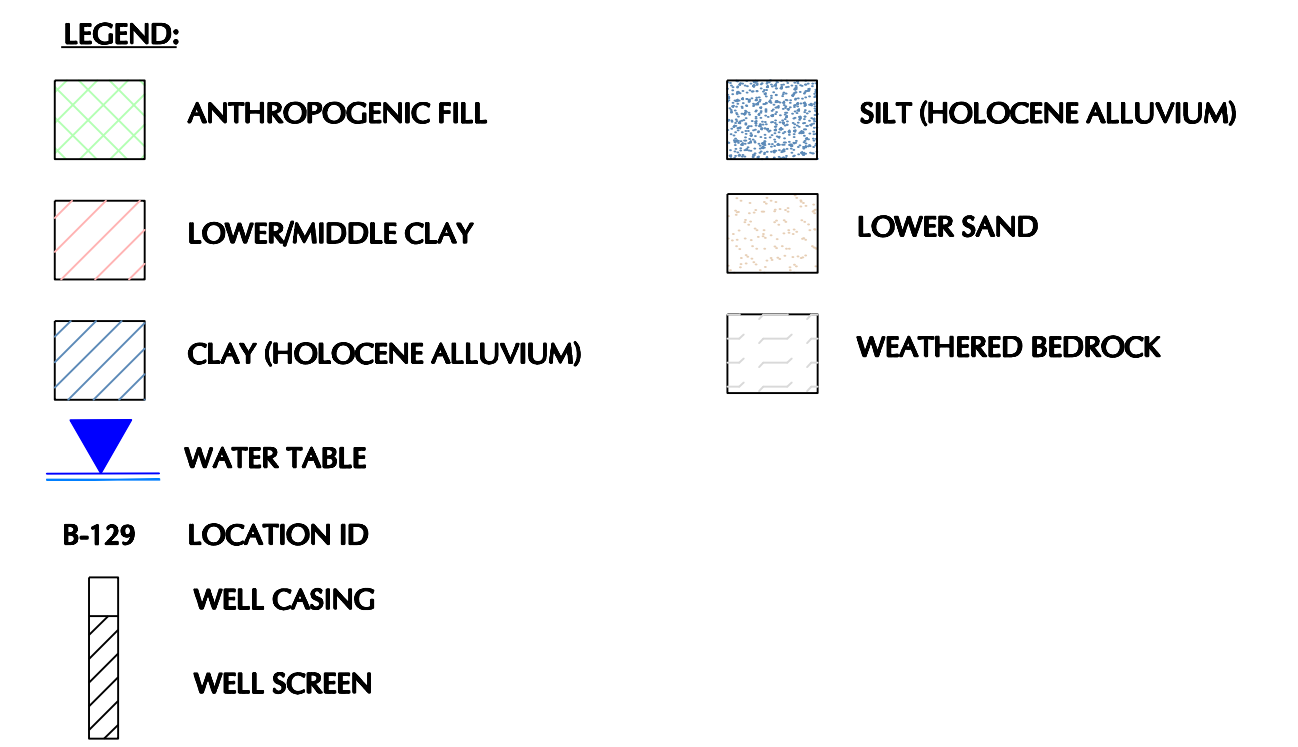 LEGEND:
ANTHROPOGENIC FILL
LOWER/MIDDLE CLAY
CLAY (HOLOCENE ALLUVIUM)
WATER TABLE
B-129 LOCATION ID
WELL CASING
WELL SCREEN
SILT (HOLOCENE ALLUVIUM)
LOWER SAND
WEATHERED BEDROCK